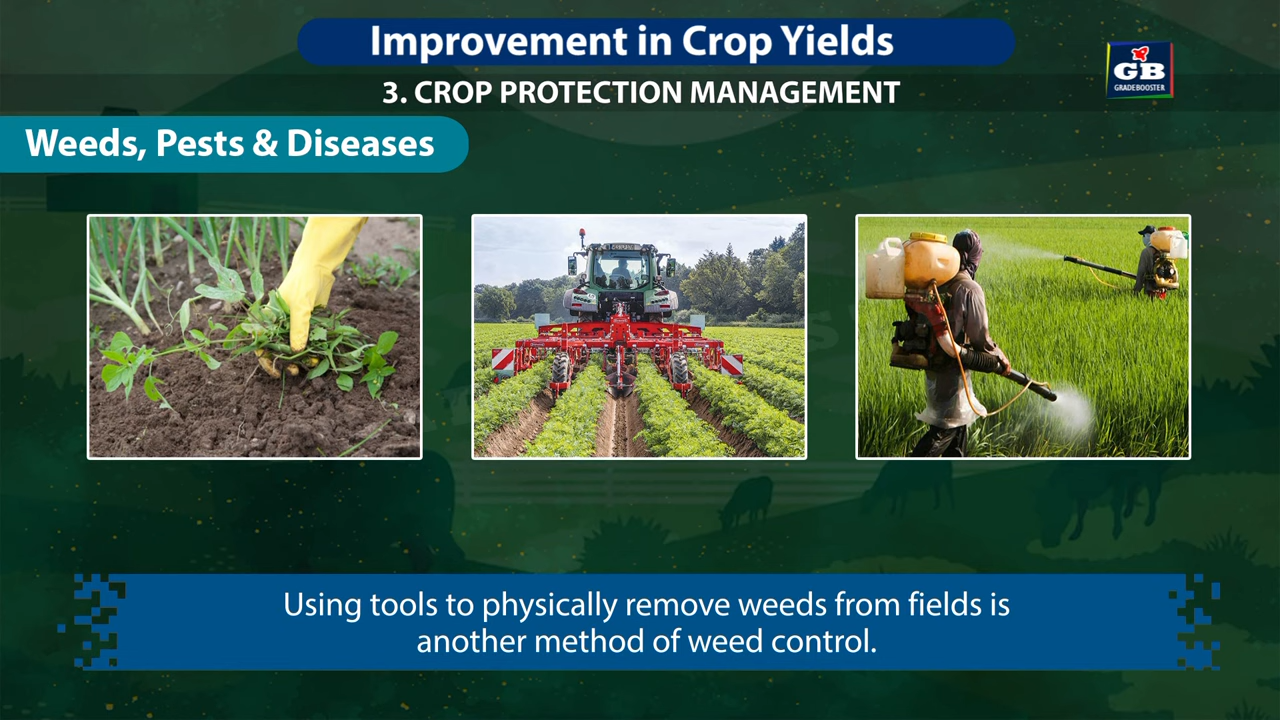 Improvement in Crop Yields
3. CROP PROTECTION MANAGEMENT
GB
GRADEBOOSTER
Weeds, Pests & Diseases
Using tools to physically remove weeds from fields is
another method of weed control.